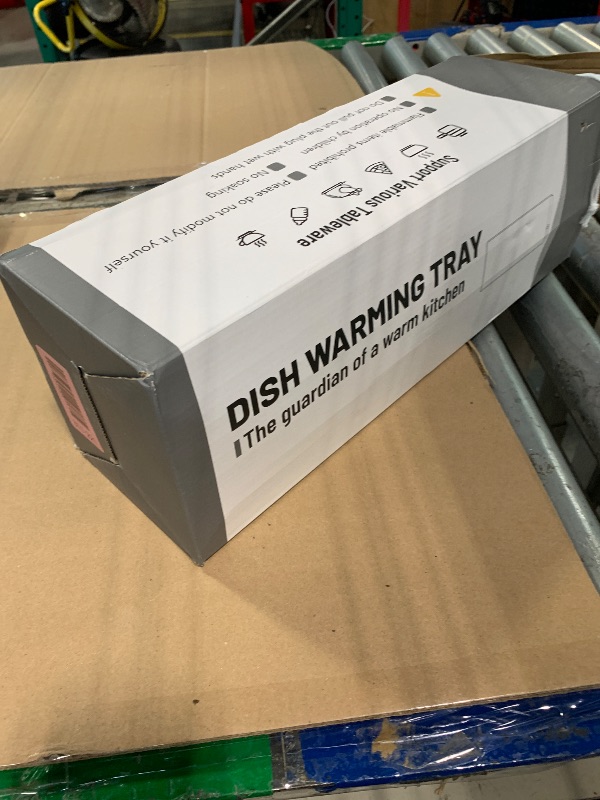 DISH WARMING TRAY
The guardian of a warm kitchen
Support Various Tableware
Flammable items prohibited
No operation by children
Do not pull out the plug with wet hands
Please do not modify it yourself
No soaking